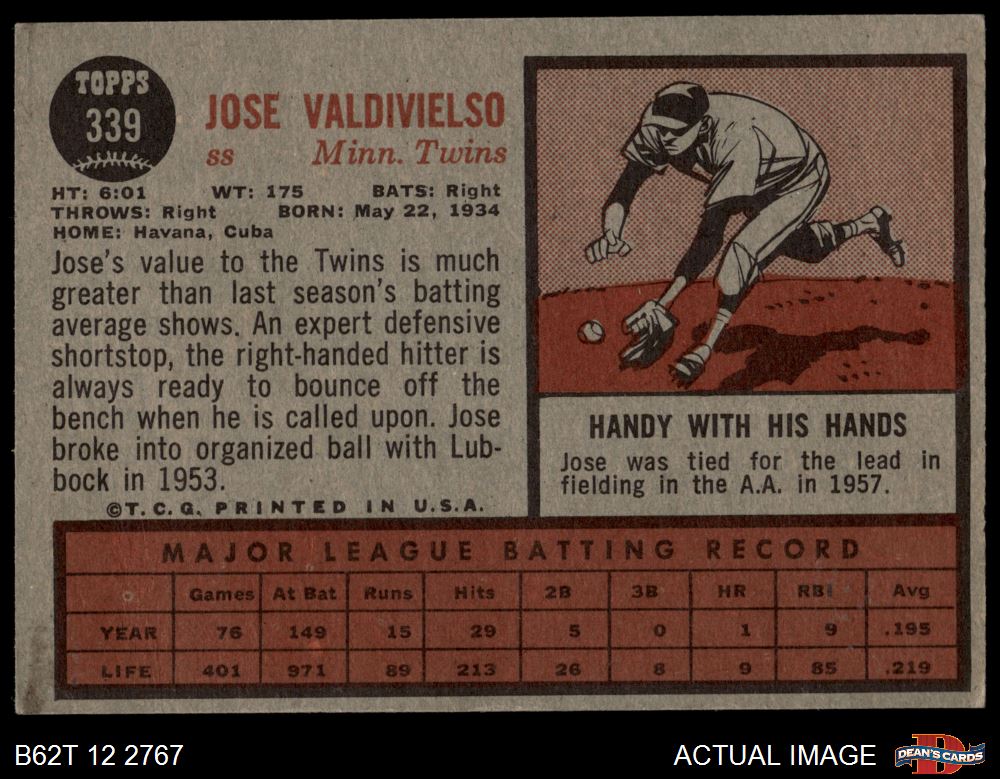 TOPPS
339
JOSE VALDIVIELSO
ss Minn. Twins
HT: 6:01 WT: 175 BATS: Right
THROWS: Right BORN: May 22, 1934
HOME: Havana, Cuba
Jose's value to the Twins is much
greater than last season's batting
average shows. An expert defensive
shortstop, the right-handed hitter is
always ready to bounce off the
bench when he is called upon. Jose
broke into organized ball with Lub-
bock in 1953.
©T.C.G. PRINTED IN U.S.A.
HANDY WITH HIS HANDS
Jose was tied for the lead in
fielding in the A.A. in 1957.
MAJOR LEAGUE BATTING RECORD
Games At Bat Runs Hits 2B 3B HR RBI Avg
YEAR 76 149 15 29 5 0 1 9 .195
LIFE 401 971 89 213 26 8 9 85 .219
B62T 12 2767
ACTUAL IMAGE
DEAN'S CARDS